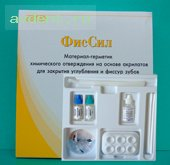 ФисСил
Материал-герметик
химического отверждения на основе акрилатов
для закрытия углубления и фиссур зубов